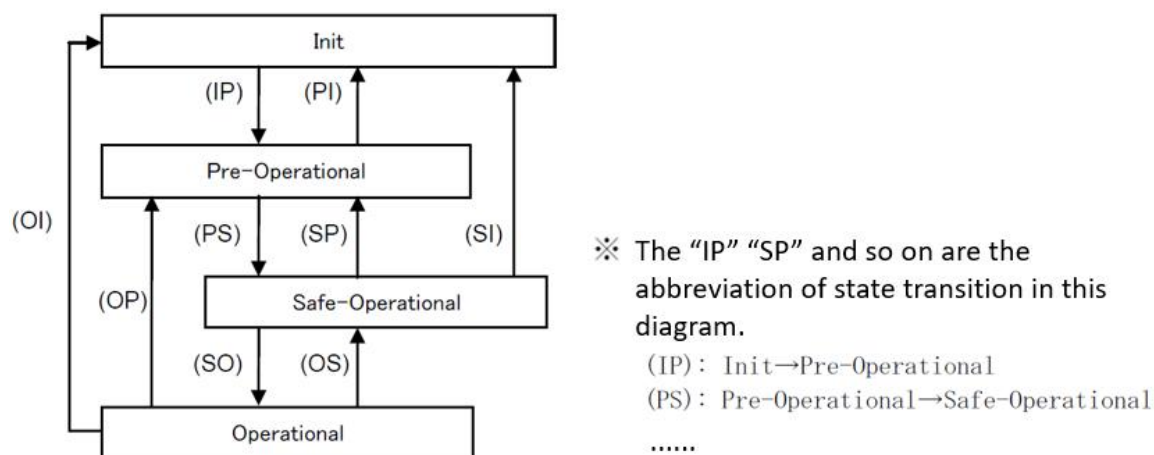 Init
(IP)
(PI)
Pre-Operational
(OI)
(PS)
(SP)
(SI)
※ The “IP” “SP” and so on are the
abbreviation of state transition in this
diagram.
(OP)
Safe-Operational
(IP): Init→Pre-Operational
(SO)
(OS)
(PS): Pre-Operational→Safe-Operational
Operational
......